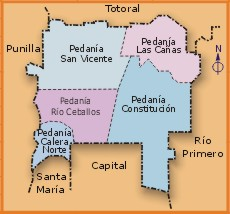 Totoral
Punilla
Pedanía
San Vicente
Pedanía
Las Cañas
N
Pedanía
Río Ceballos
Pedanía
Constitución
Pedanía
Calera
Norte
Río
Primero
Capital
Santa
María